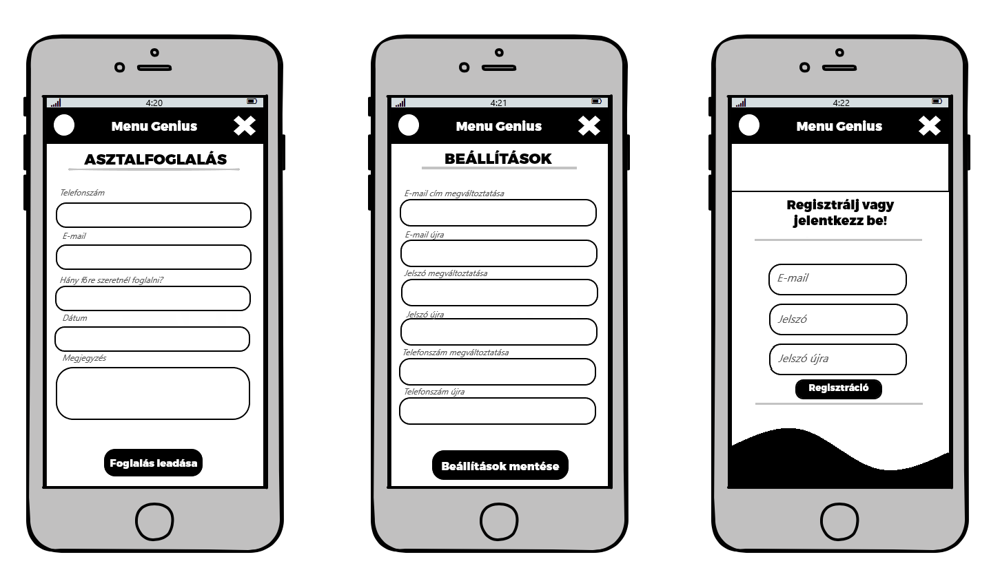 4:20
Menu Genius
ASZTALFOGLALÁS
Telefonszám
E-mail
Hány főre szeretnél foglalni?
Dátum
Megjegyzés
Foglalás leadása
4:21
Menu Genius
BEÁLLÍTÁSOK
E-mail cím megváltoztatása
E-mail újra
Jelszó megváltoztatása
Jelszó újra
Telefonszám megváltoztatása
Telefonszám újra
Beállítások mentése
4:22
Menu Genius
Regisztrálj vagy
jelentkezz be!
E-mail
Jelszó
Jelszó újra
Regisztráció